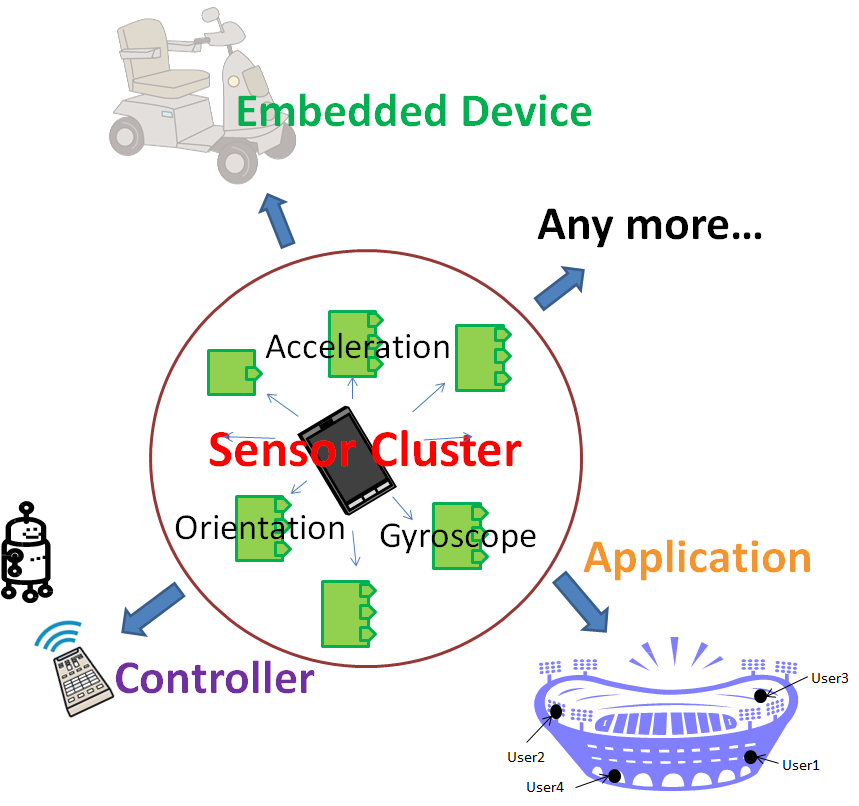 Embedded Device
Any more...
Acceleration
Sensor Cluster
Orientation
Gyroscope
Application
Controller
User3
User2
User1
User4